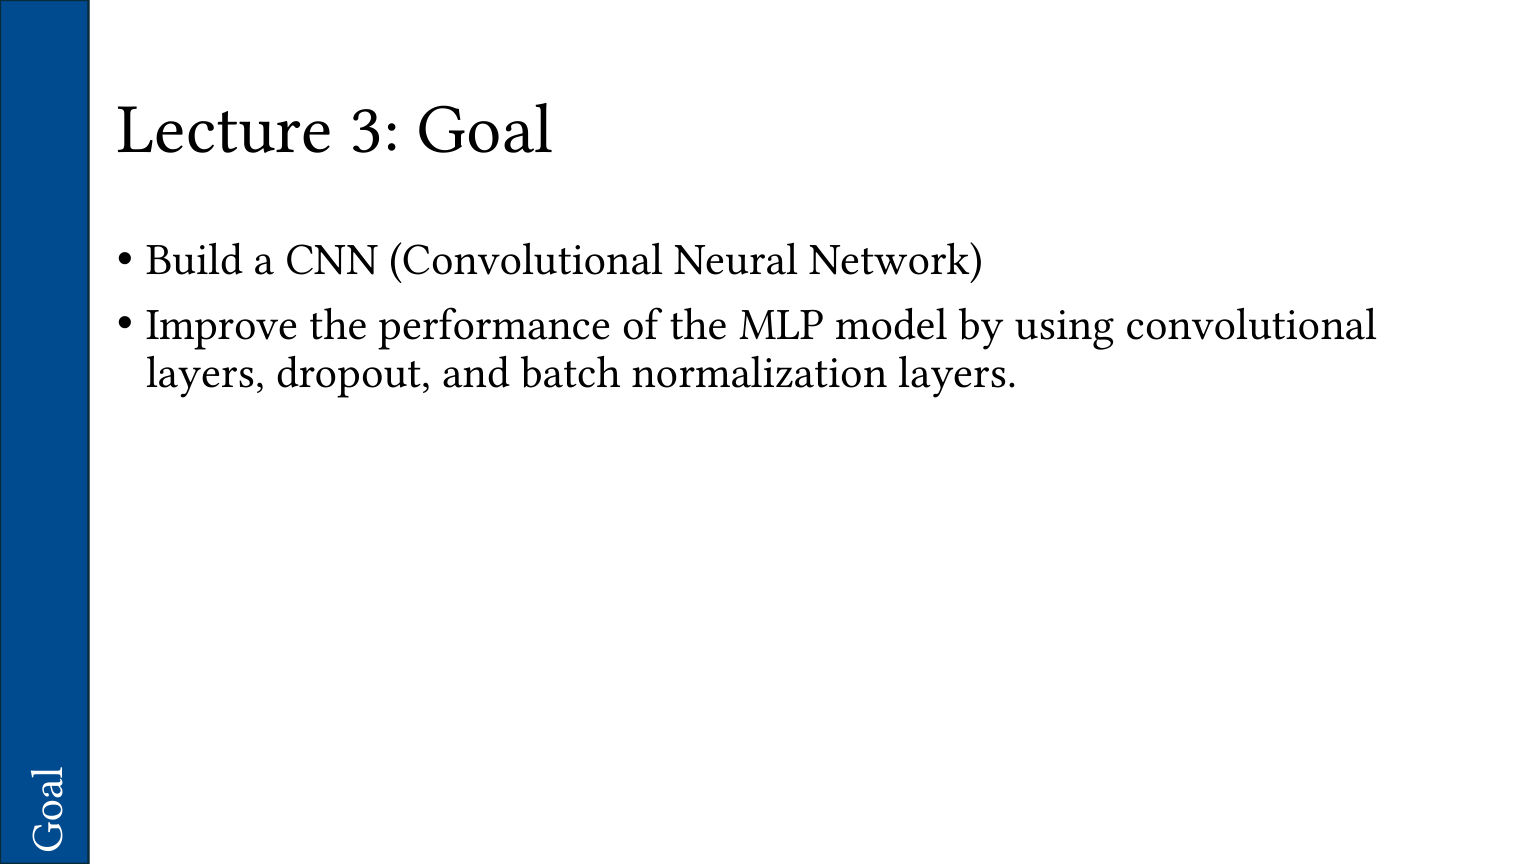 Lecture 3: Goal
• Build a CNN (Convolutional Neural Network)
• Improve the performance of the MLP model by using convolutional
layers, dropout, and batch normalization layers.
Goal